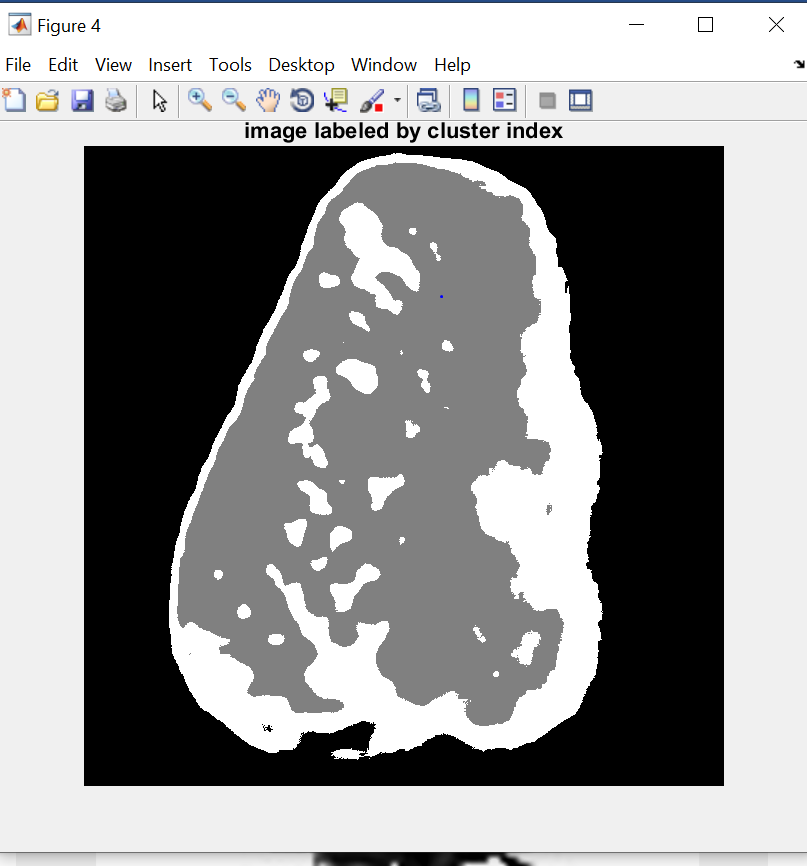 Figure 4
File Edit View Insert Tools Desktop Window Help
image labeled by cluster index